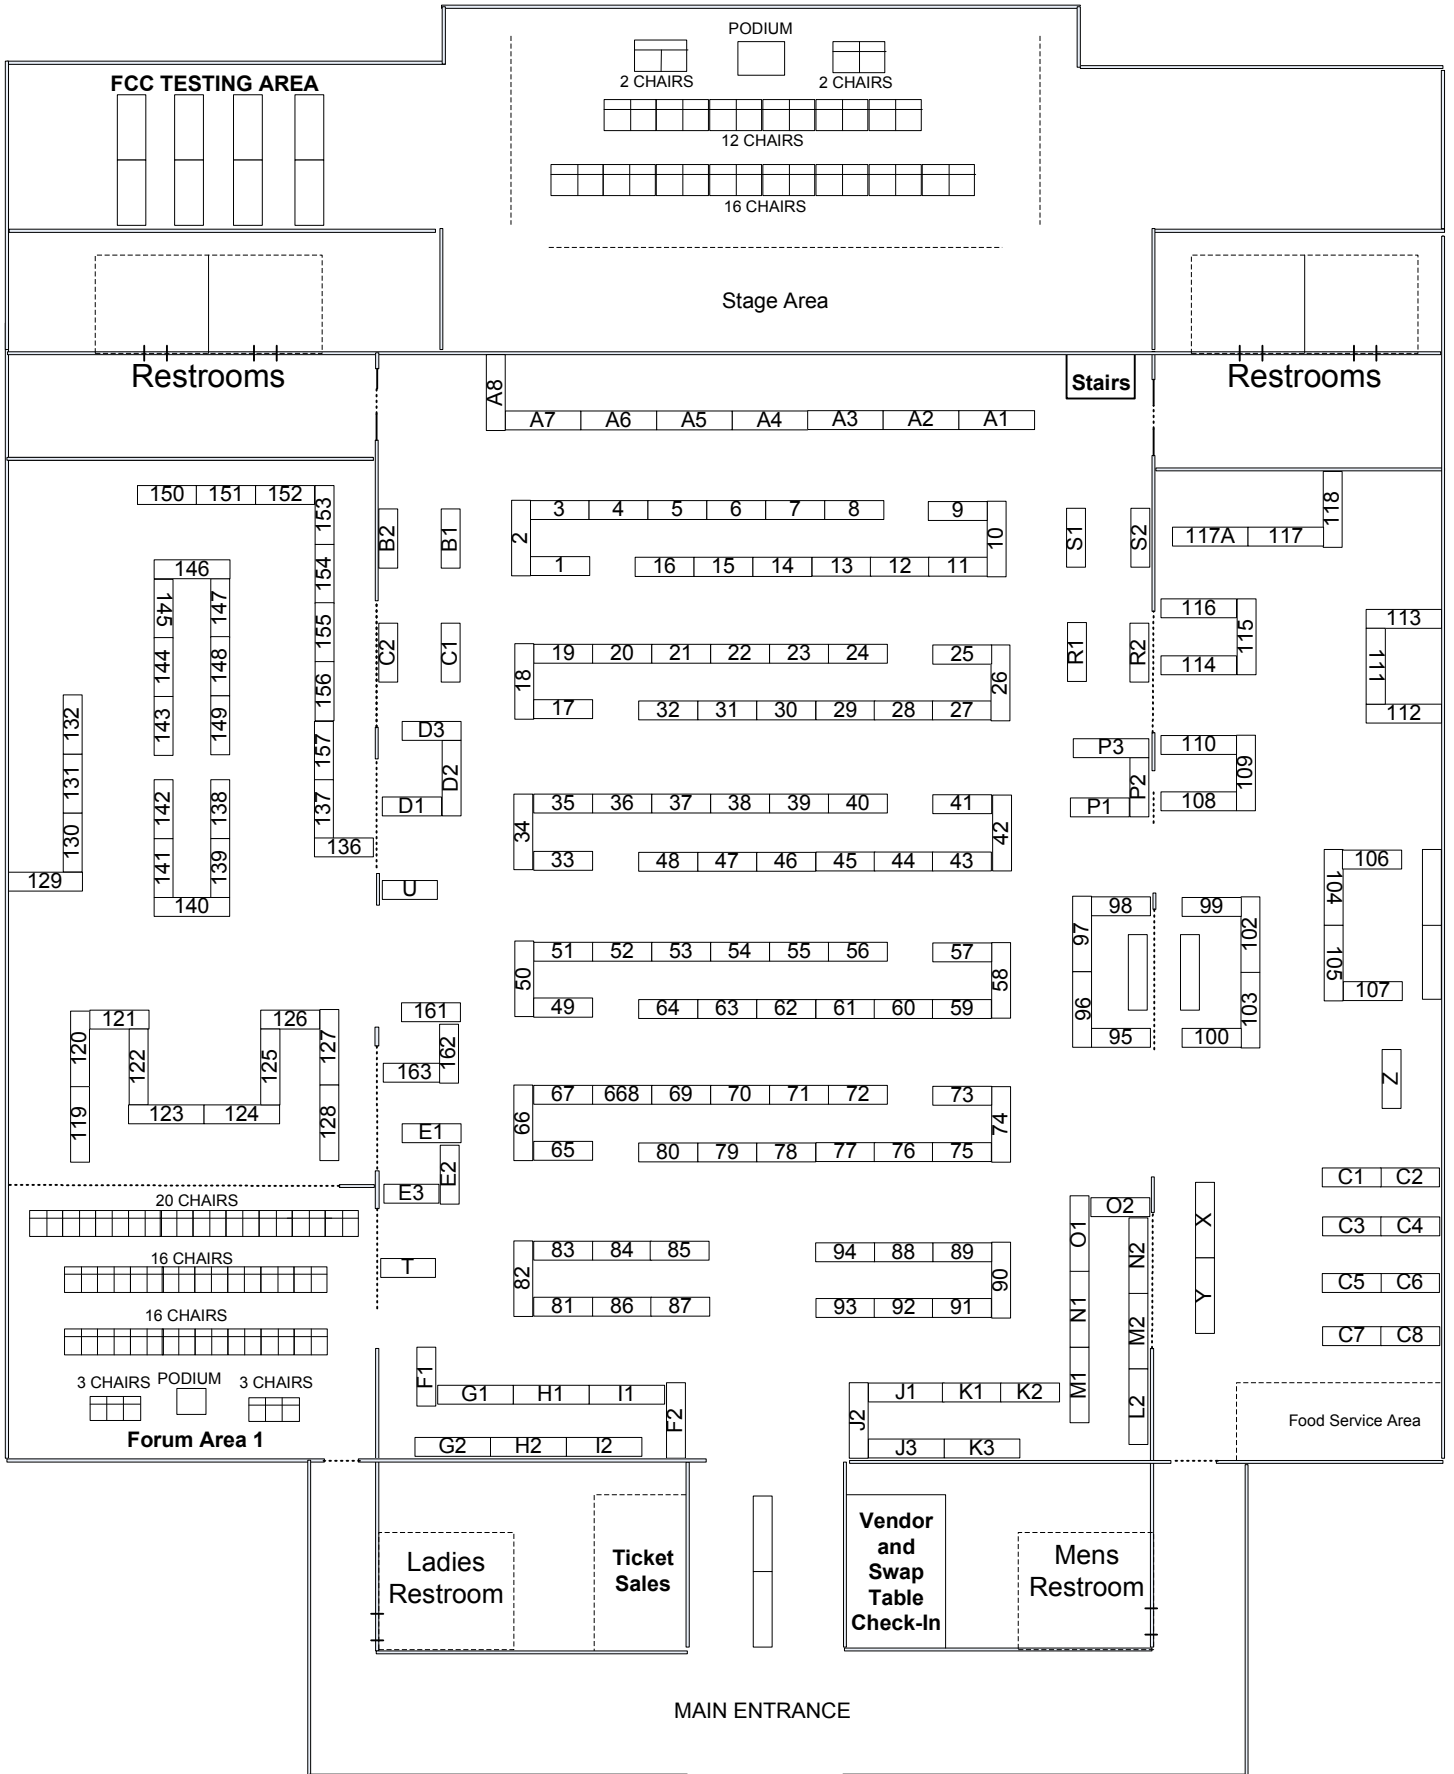 PODIUM
2 CHAIRS 2 CHAIRS
FCC TESTING AREA
12 CHAIRS
16 CHAIRS
Stage Area
Restrooms
Stairs
Restrooms
A8
A7 A6 A5 A4 A3 A2 A1
150 151 152 153
154
155
156
157
137
136
146
145 147
144 148
143 149
142 138
141 139
140
132
131
130
129
B2 B1
C2 C1
D3
D2
D1
U
3 4 5 6 7 8 9
2 10
1 16 15 14 13 12 11
19 20 21 22 23 24 25
18 26
17 32 31 30 29 28 27
35 36 37 38 39 40 41
34 42
33 48 47 46 45 44 43
51 52 53 54 55 56 57
50 58
49 64 63 62 61 60 59
67 668 69 70 71 72 73
66 74
65 80 79 78 77 76 75
83 84 85 94 88 89
82 90
81 86 87 93 92 91
S1 S2
R1 R2
P3
P2
P1
118
117A 117
116
115
114
113
111
112
110
109
108
98 99
97 102
96 103
95 100
106
104
105
107
Z
121 126
120 122 125 127
119 123 124 128
161
162
163
E1
E2
E3
T
20 CHAIRS
16 CHAIRS
16 CHAIRS
3 CHAIRS PODIUM 3 CHAIRS
Forum Area 1
F1
G1 H1 I1
F2
G2 H2 I2
J1 K1 K2
J2
J3 K3
O2
O1 N2
N1 M2
M1 L2
X
Y
C1 C2
C3 C4
C5 C6
C7 C8
Food Service Area
Ladies
Restroom
Ticket
Sales
Vendor
and
Swap
Table
Check-In
Mens
Restroom
MAIN ENTRANCE